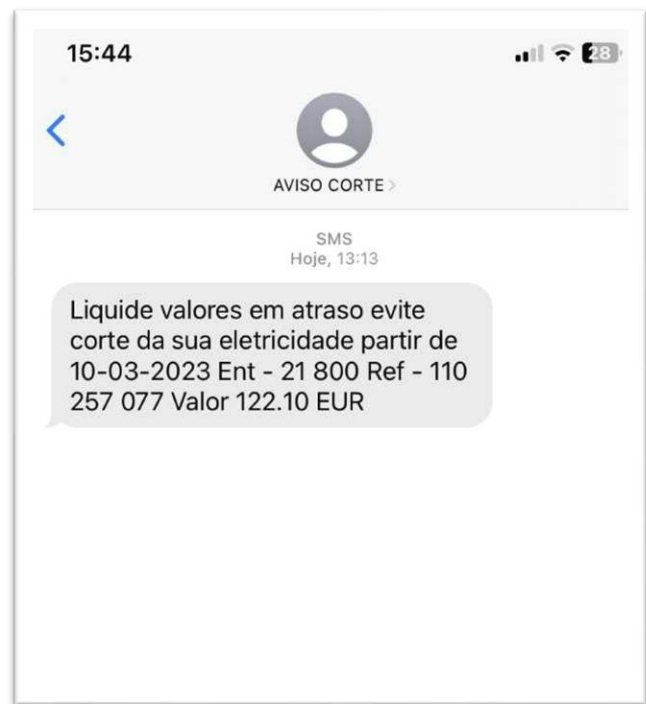 15:44
28
AVISO CORTE
SMS
Hoje, 13:13
Liquide valores em atraso evite
corte da sua eletricidade partir de
10-03-2023 Ent - 21 800 Ref - 110
257 077 Valor 122.10 EUR